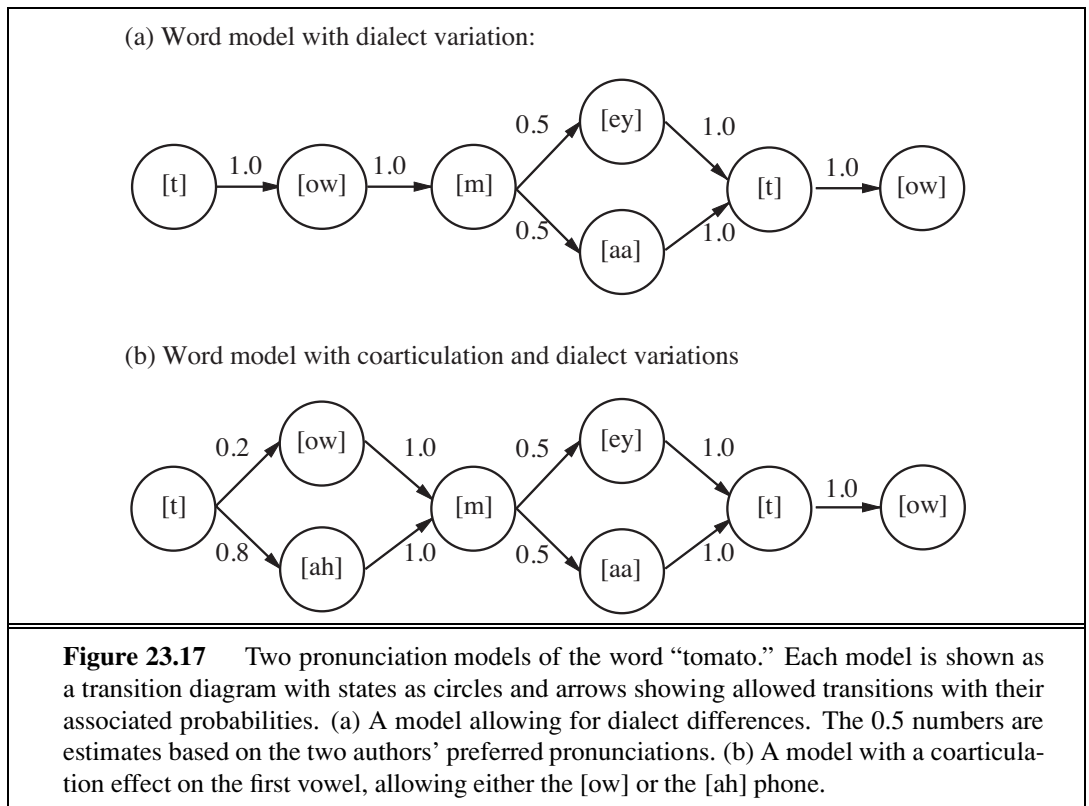 (a) Word model with dialect variation:
0.5 [ey] 1.0
[t] 1.0 [ow] 1.0 [m] [t] 1.0 [ow]
0.5 [aa] 1.0
(b) Word model with coarticulation and dialect variations
0.2 [ow] 1.0 0.5 [ey] 1.0
[t] [m] [t] 1.0 [ow]
0.8 [ah] 1.0 0.5 [aa] 1.0
Figure 23.17 Two pronunciation models of the word “tomato.” Each model is shown as
a transition diagram with states as circles and arrows showing allowed transitions with their
associated probabilities. (a) A model allowing for dialect differences. The 0.5 numbers are
estimates based on the two authors’ preferred pronunciations. (b) A model with a coarticula-
tion effect on the first vowel, allowing either the [ow] or the [ah] phone.